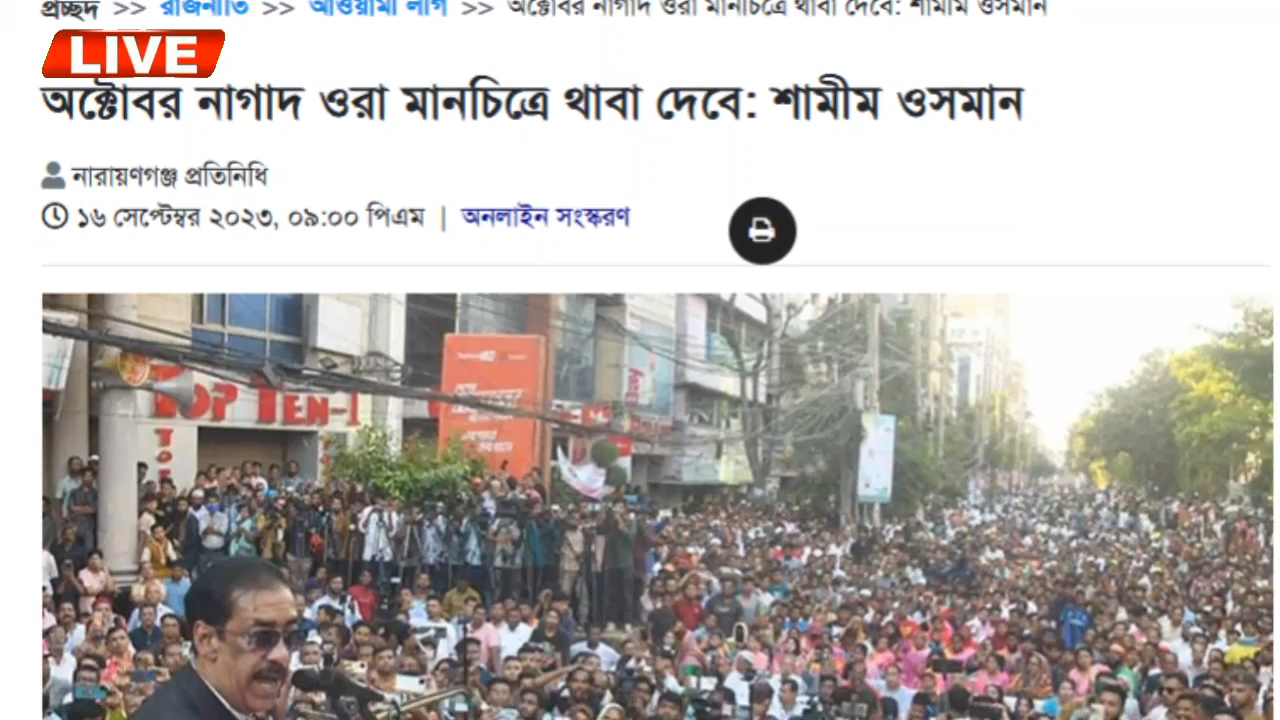 প্রচ্ছদ >> রাজনীতি >> আওয়ামী লীগ >> অক্টোবর নাগাদ ওরা মানচিত্রে থাবা দেবে: শামীম ওসমান
LIVE
অক্টোবর নাগাদ ওরা মানচিত্রে থাবা দেবে: শামীম ওসমান
নারায়ণগঞ্জ প্রতিনিধি
১৬ সেপ্টেম্বর ২০২৩, ০৯:০০ পিএম | অনলাইন সংস্করণ
TOP TEN-1